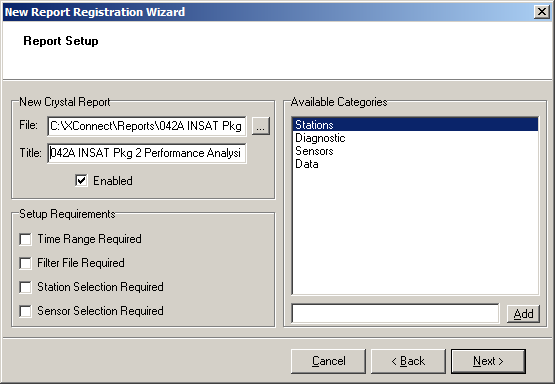 New Report Registration Wizard
Report Setup
New Crystal Report
File: C:\XConnect\Reports\042A INSAT Pkg ...
Title: 042A INSAT Pkg 2 Performance Analysi
Enabled
Setup Requirements
Time Range Required
Filter File Required
Station Selection Required
Sensor Selection Required
Available Categories
Stations
Diagnostic
Sensors
Data
Add
Cancel
< Back
Next >